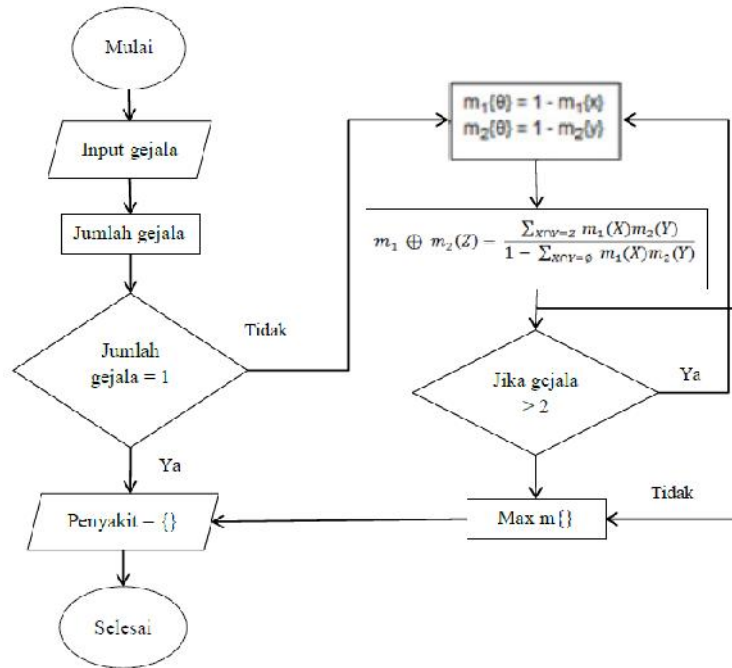 Mulai
Input gejala
Jumlah gejala
Jumlah
gejala = 1
Tidak
Ya
Penyakit – {}
Selesai
m₁{θ} = 1 - m₁{x}
m₂{θ} = 1 - m₂{y}
m₁ ⊕ m₂(Z) – ∑X∩Y=Z m₁(X)m₂(Y) / 1 − ∑X∩Y=∅ m₁(X)m₂(Y)
Jika gejala
> 2
Ya
Tidak
Max m{}